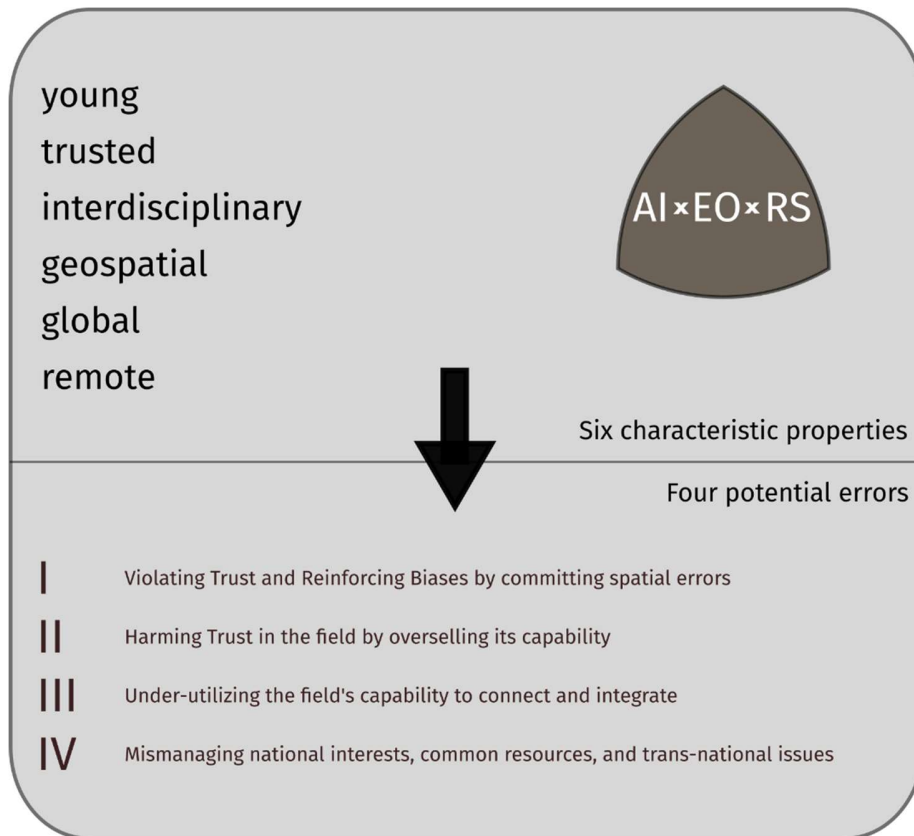 young
trusted
interdisciplinary
geospatial
global
remote
AI×EO×RS
Six characteristic properties
Four potential errors
I Violating Trust and Reinforcing Biases by committing spatial errors
II Harming Trust in the field by overselling its capability
III Under-utilizing the field's capability to connect and integrate
IV Mismanaging national interests, common resources, and trans-national issues